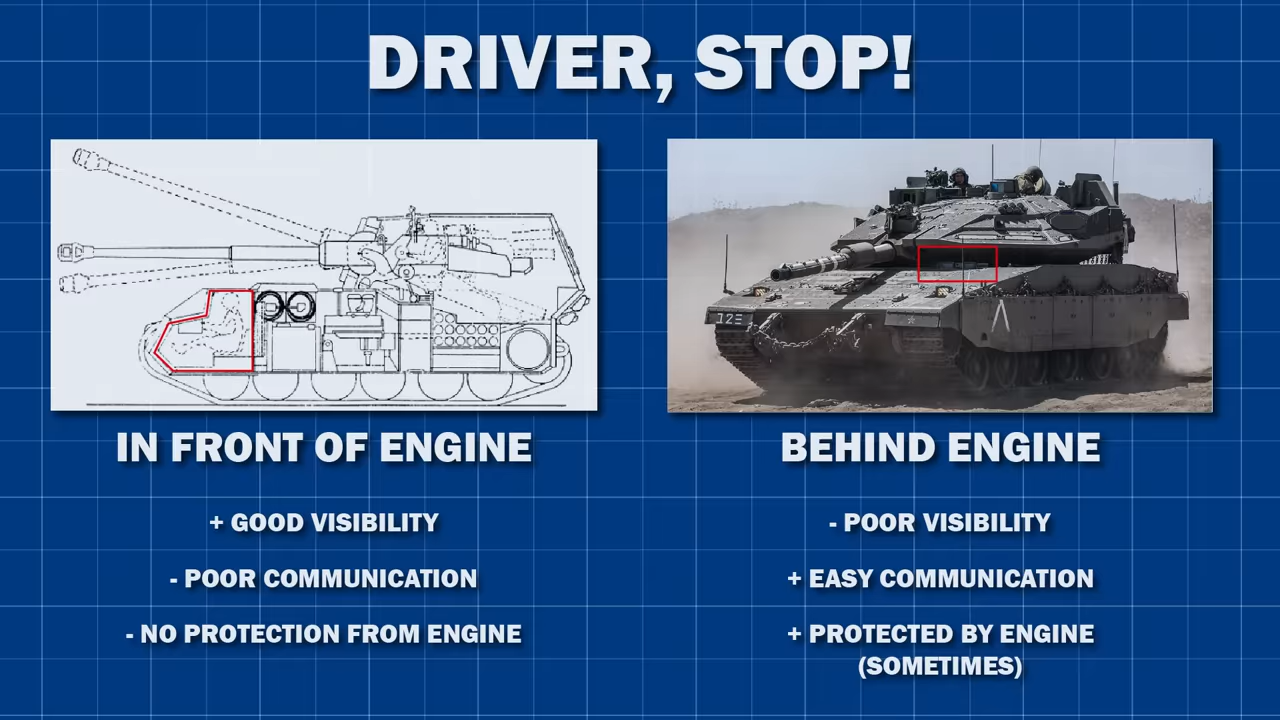 DRIVER, STOP!
IN FRONT OF ENGINE
+ GOOD VISIBILITY
- POOR COMMUNICATION
- NO PROTECTION FROM ENGINE
BEHIND ENGINE
- POOR VISIBILITY
+ EASY COMMUNICATION
+ PROTECTED BY ENGINE
(SOMETIMES)